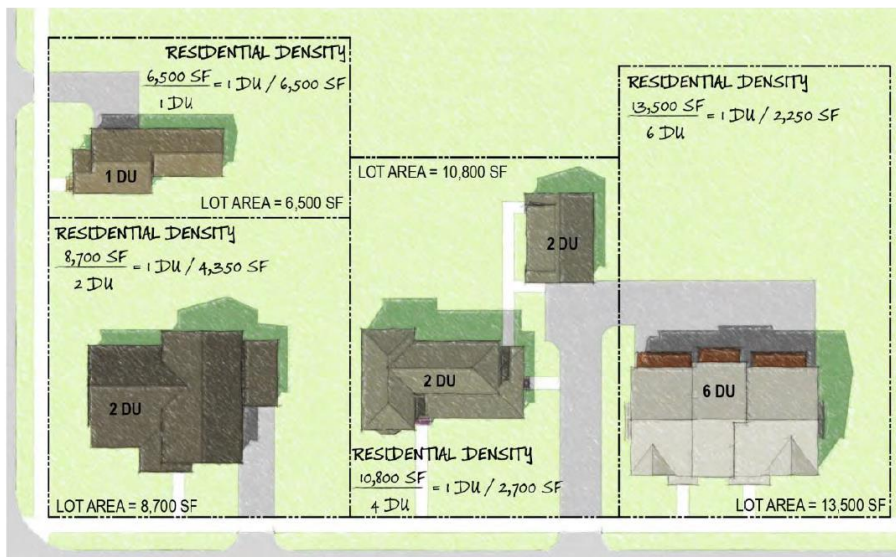 RESIDENTIAL DENSITY
6,500 SF
1 DU
= 1 DU / 6,500 SF
1 DU
LOT AREA = 6,500 SF
RESIDENTIAL DENSITY
8,700 SF
2 DU
= 1 DU / 4,350 SF
2 DU
LOT AREA = 8,700 SF
LOT AREA = 10,800 SF
2 DU
2 DU
RESIDENTIAL DENSITY
10,800 SF
4 DU
= 1 DU / 2,700 SF
RESIDENTIAL DENSITY
13,500 SF
6 DU
= 1 DU / 2,250 SF
6 DU
LOT AREA = 13,500 SF